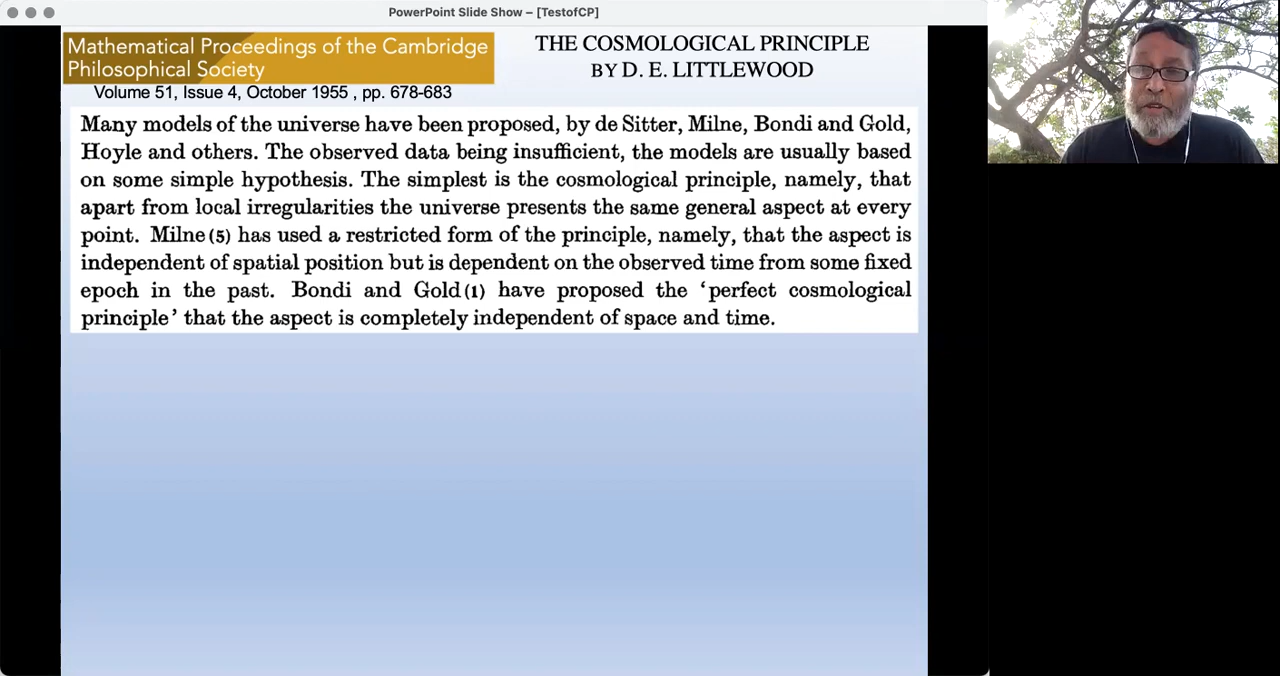 PowerPoint Slide Show – [TestofCP]
Mathematical Proceedings of the Cambridge
Philosophical Society
THE COSMOLOGICAL PRINCIPLE
BY D. E. LITTLEWOOD
Volume 51, Issue 4, October 1955 , pp. 678-683
Many models of the universe have been proposed, by de Sitter, Milne, Bondi and Gold,
Hoyle and others. The observed data being insufficient, the models are usually based
on some simple hypothesis. The simplest is the cosmological principle, namely, that
apart from local irregularities the universe presents the same general aspect at every
point. Milne (5) has used a restricted form of the principle, namely, that the aspect is
independent of spatial position but is dependent on the observed time from some fixed
epoch in the past. Bondi and Gold (1) have proposed the ‘perfect cosmological
principle’ that the aspect is completely independent of space and time.